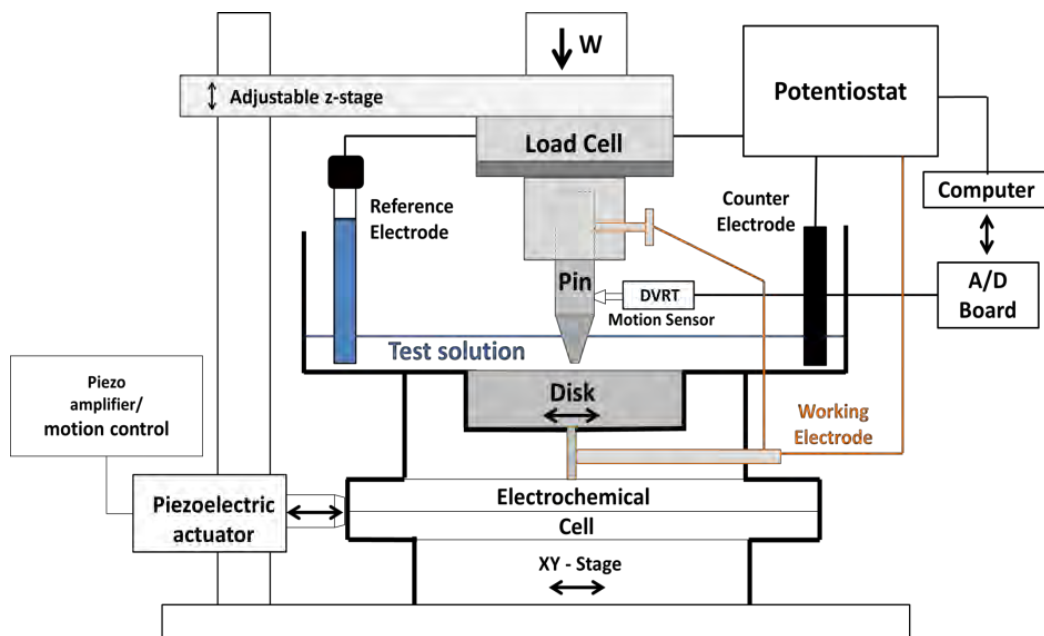 W
Adjustable z-stage
Potentiostat
Load Cell
Reference
Electrode
Counter
Electrode
Computer
Pin
DVRT
Motion Sensor
A/D
Board
Test solution
Piezo
amplifier/
motion control
Disk
Working
Electrode
Piezoelectric
actuator
Electrochemical
Cell
XY - Stage